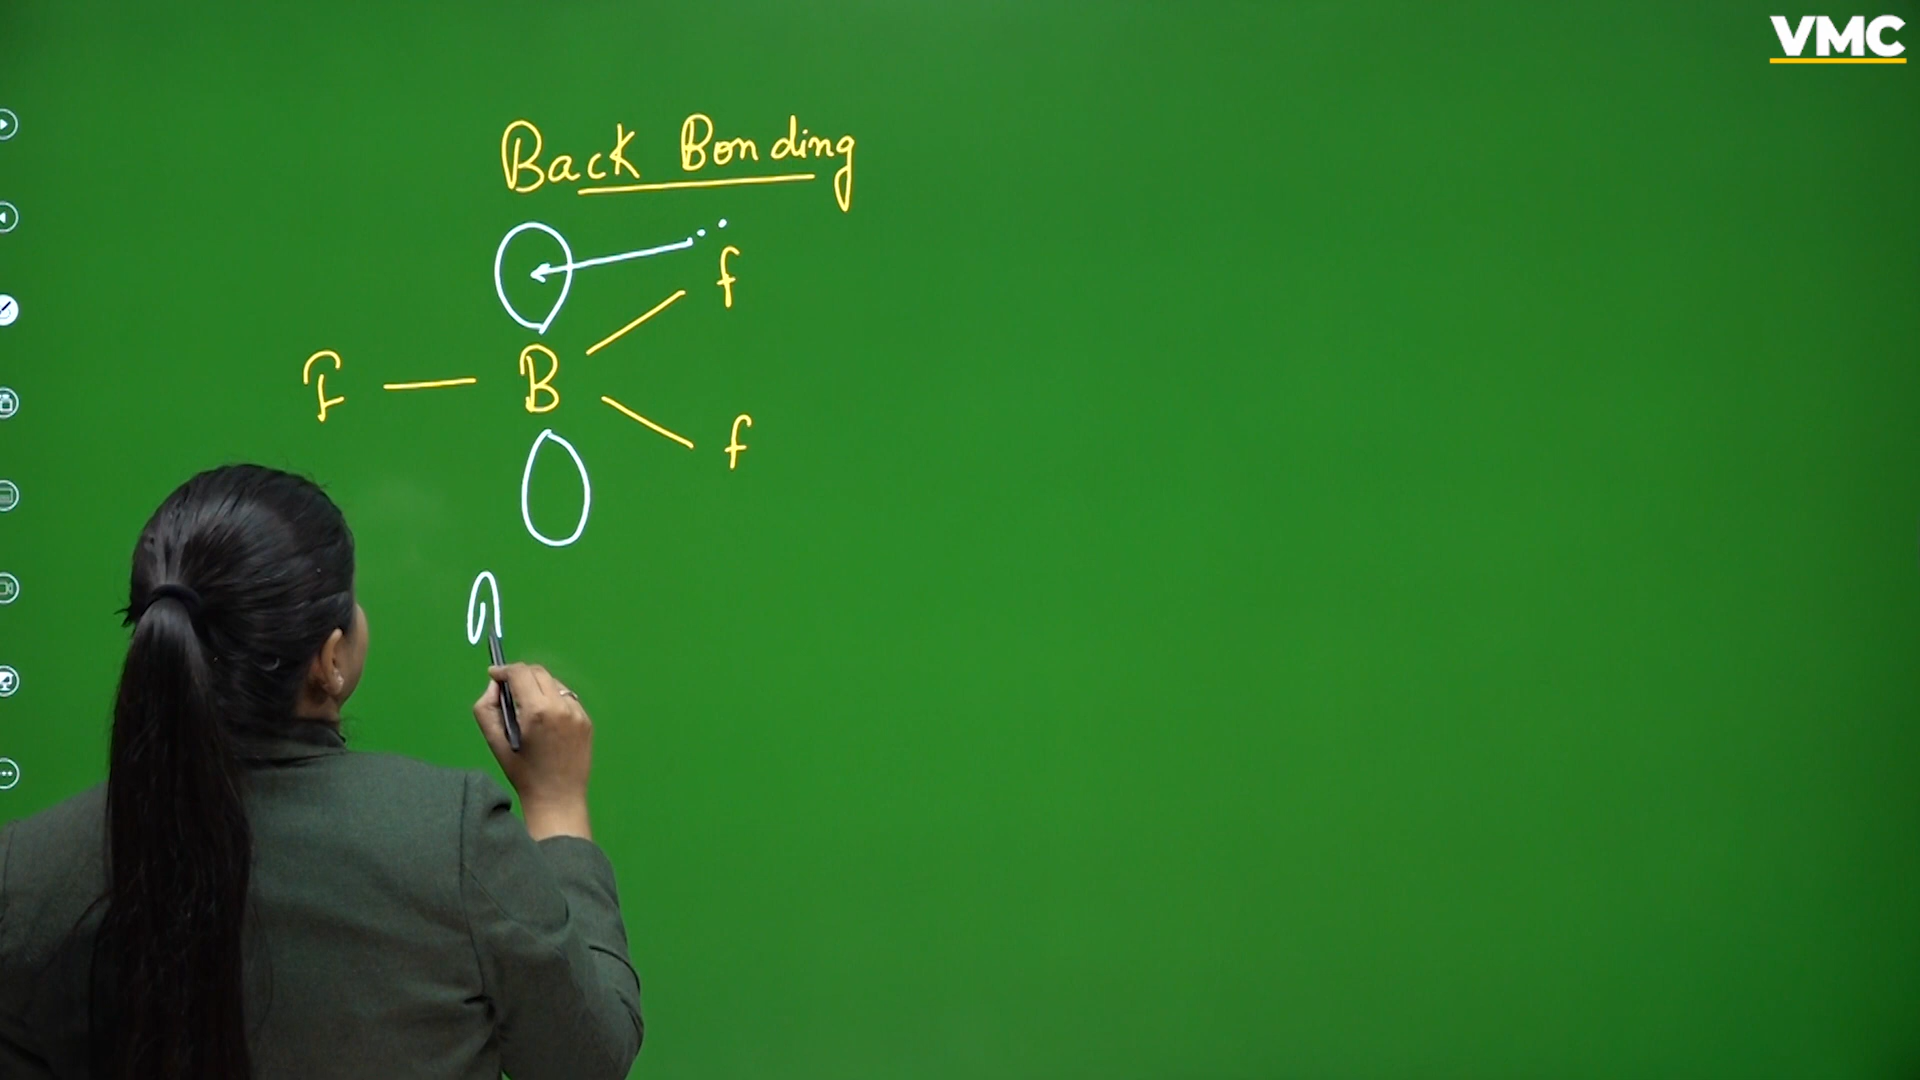 VMC
Back Bonding
f
F — B
f